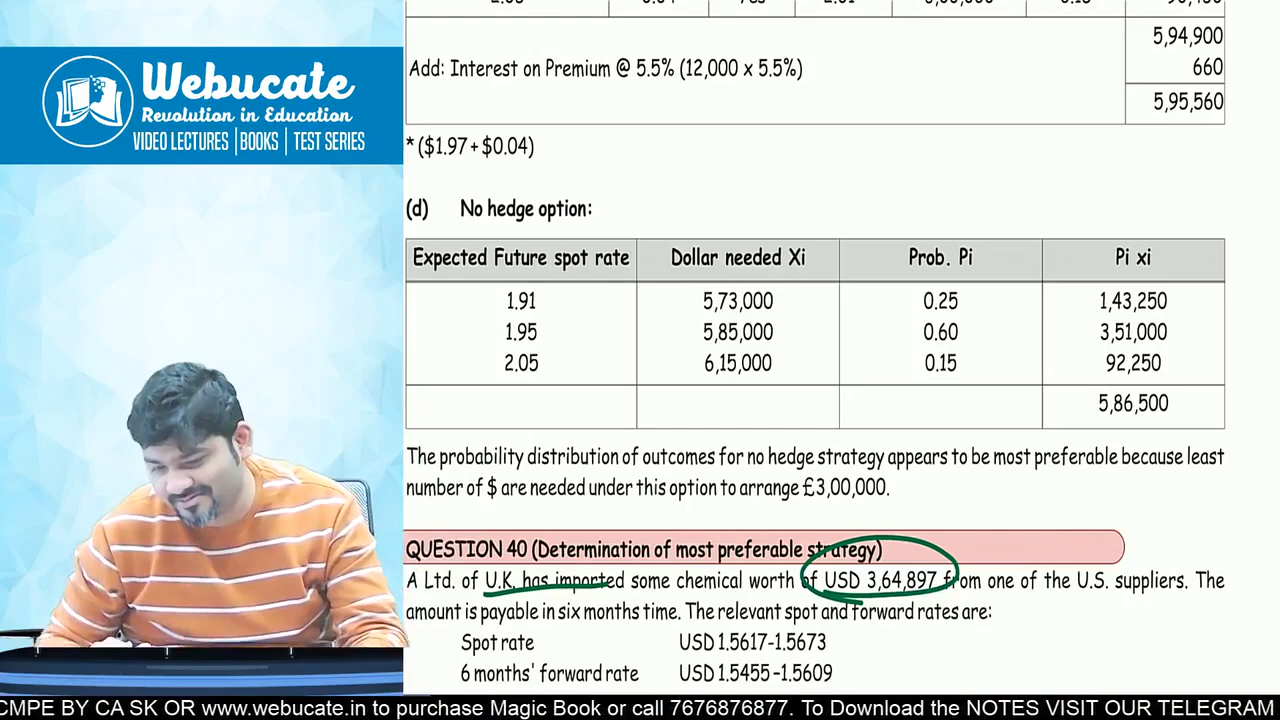 5,94,900
Add: Interest on Premium @ 5.5% (12,000 x 5.5%) 660
5,95,560
* ($1.97 + $0.04)
(d) No hedge option:
Expected Future spot rate Dollar needed Xi Prob. Pi Pi xi
1.91 5,73,000 0.25 1,43,250
1.95 5,85,000 0.60 3,51,000
2.05 6,15,000 0.15 92,250
5,86,500
The probability distribution of outcomes for no hedge strategy appears to be most preferable because least
number of $ are needed under this option to arrange £3,00,000.
QUESTION 40 (Determination of most preferable strategy)
A Ltd. of U.K. has imported some chemical worth of USD 3,64,897 from one of the U.S. suppliers. The
amount is payable in six months time. The relevant spot and forward rates are:
Spot rate USD 1.5617-1.5673
6 months' forward rate USD 1.5455 -1.5609
Webucate
Revolution in Education
VIDEO LECTURES | BOOKS | TEST SERIES
CMPE BY CA SK OR www.webucate.in to purchase Magic Book or call 7676876877. To Download the NOTES VISIT OUR TELEGRAM